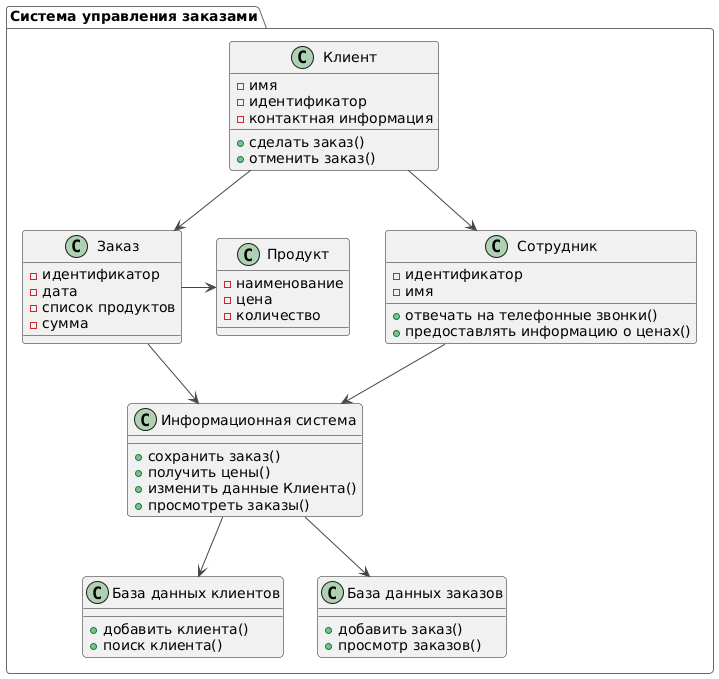 Система управления заказами
C Клиент
имя
идентификатор
контактная информация
сделать заказ()
отменить заказ()
C Заказ
идентификатор
дата
список продуктов
сумма
C Продукт
наименование
цена
количество
C Сотрудник
идентификатор
имя
отвечать на телефонные звонки()
предоставлять информацию о ценах()
C Информационная система
сохранить заказ()
получить цены()
изменить данные Клиента()
просмотреть заказы()
C База данных клиентов
добавить клиента()
поиск клиента()
C База данных заказов
добавить заказ()
просмотр заказов()